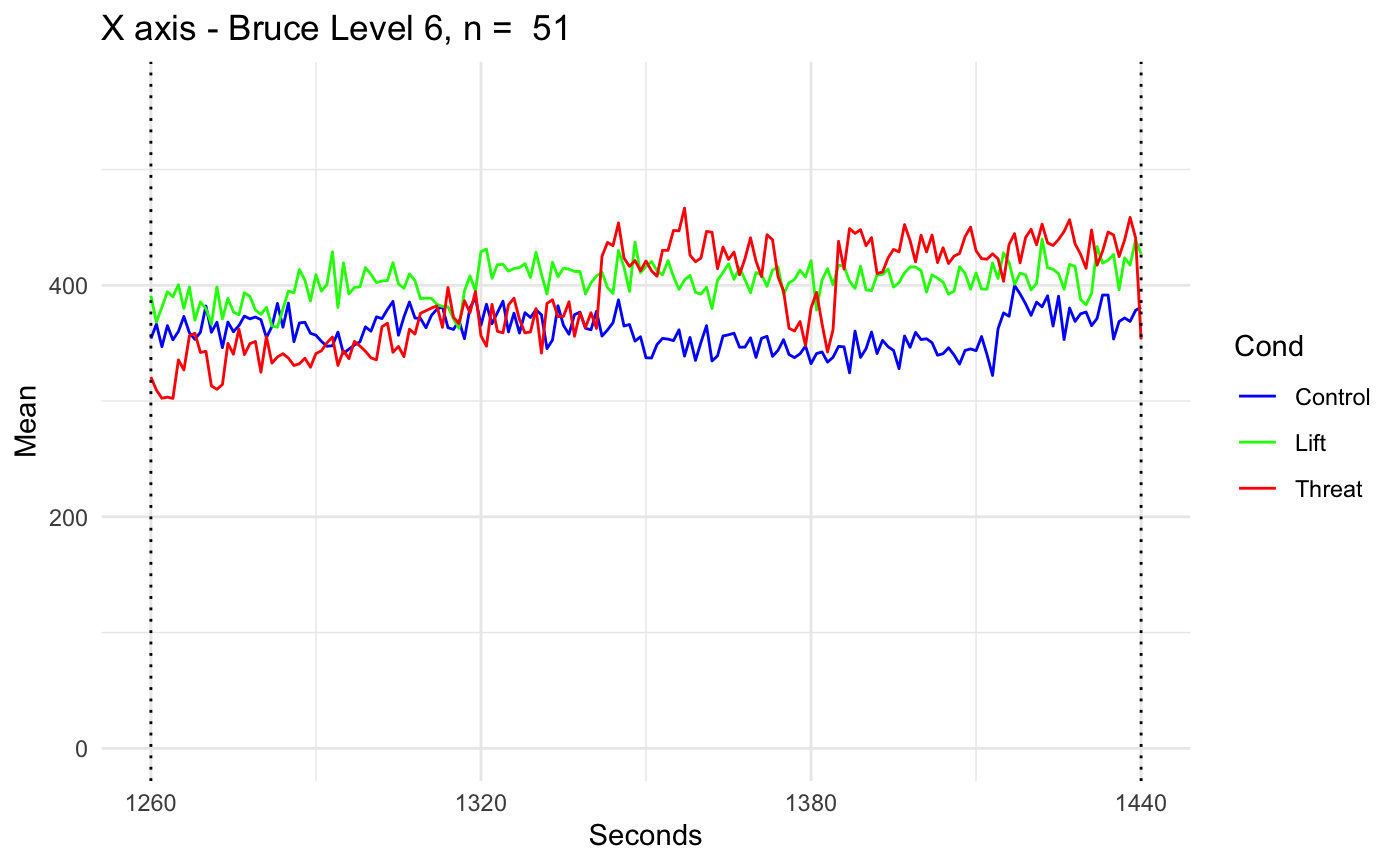 X axis - Bruce Level 6, n =  51
Mean
400
200
0
1260
1320
1380
1440
Seconds
Cond
Control
Lift
Threat